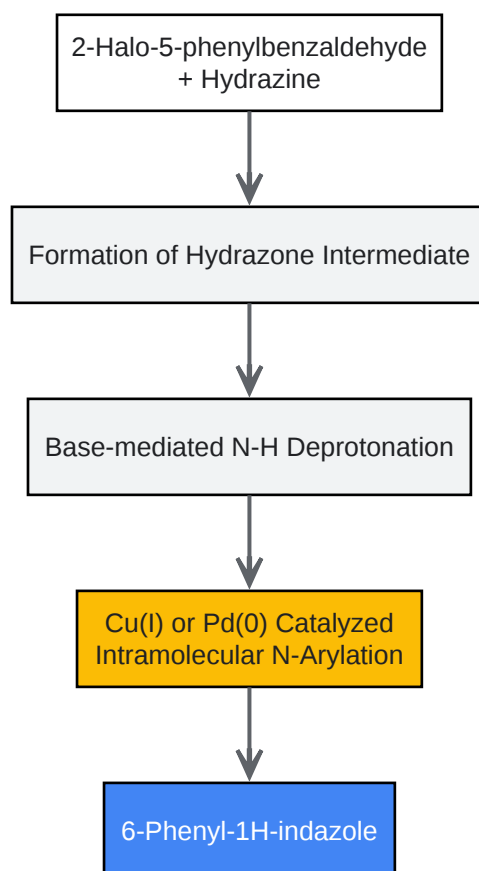 2-Halo-5-phenylbenzaldehyde
+ Hydrazine
Formation of Hydrazone Intermediate
Base-mediated N-H Deprotonation
Cu(I) or Pd(0) Catalyzed
Intramolecular N-Arylation
6-Phenyl-1H-indazole